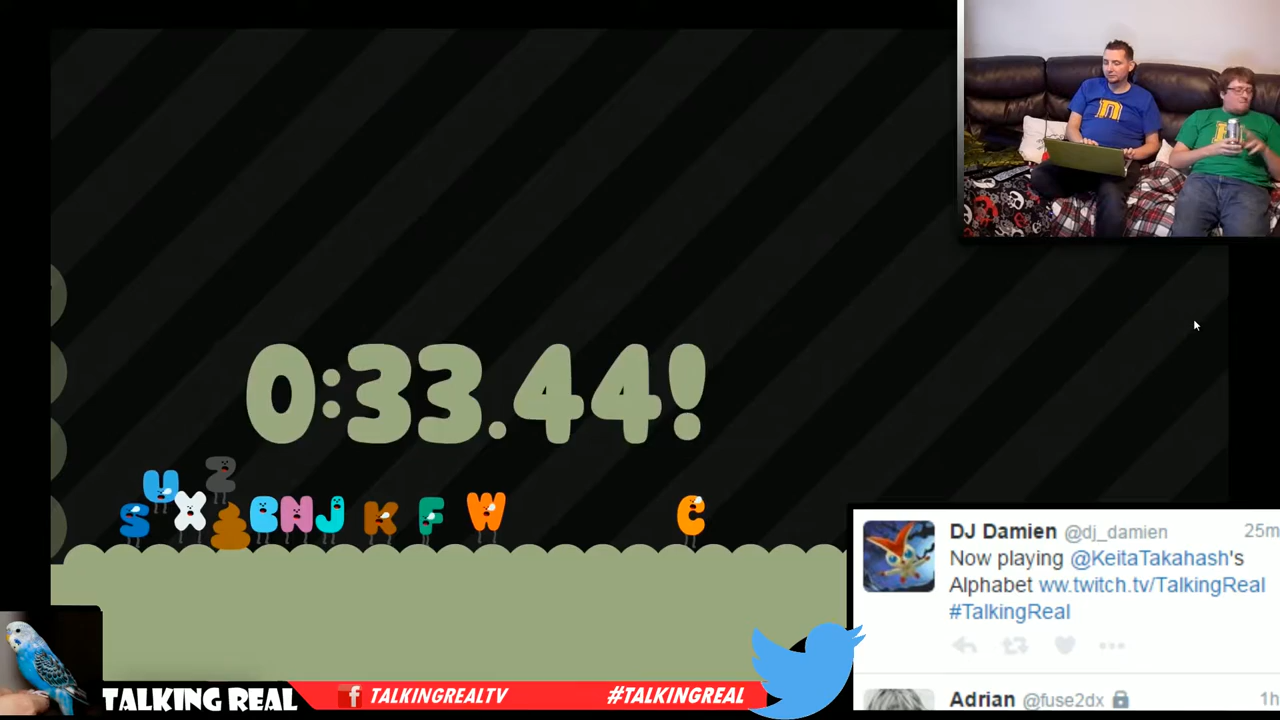 0:33.44!
U Z
S X B N J K F W C
DJ Damien @dj_damien 25m
Now playing @KeitaTakahash's
Alphabet ww.twitch.tv/TalkingReal
#TalkingReal
Adrian @fuse2dx 1h
TALKING REAL f TALKINGREALTV #TALKINGREAL